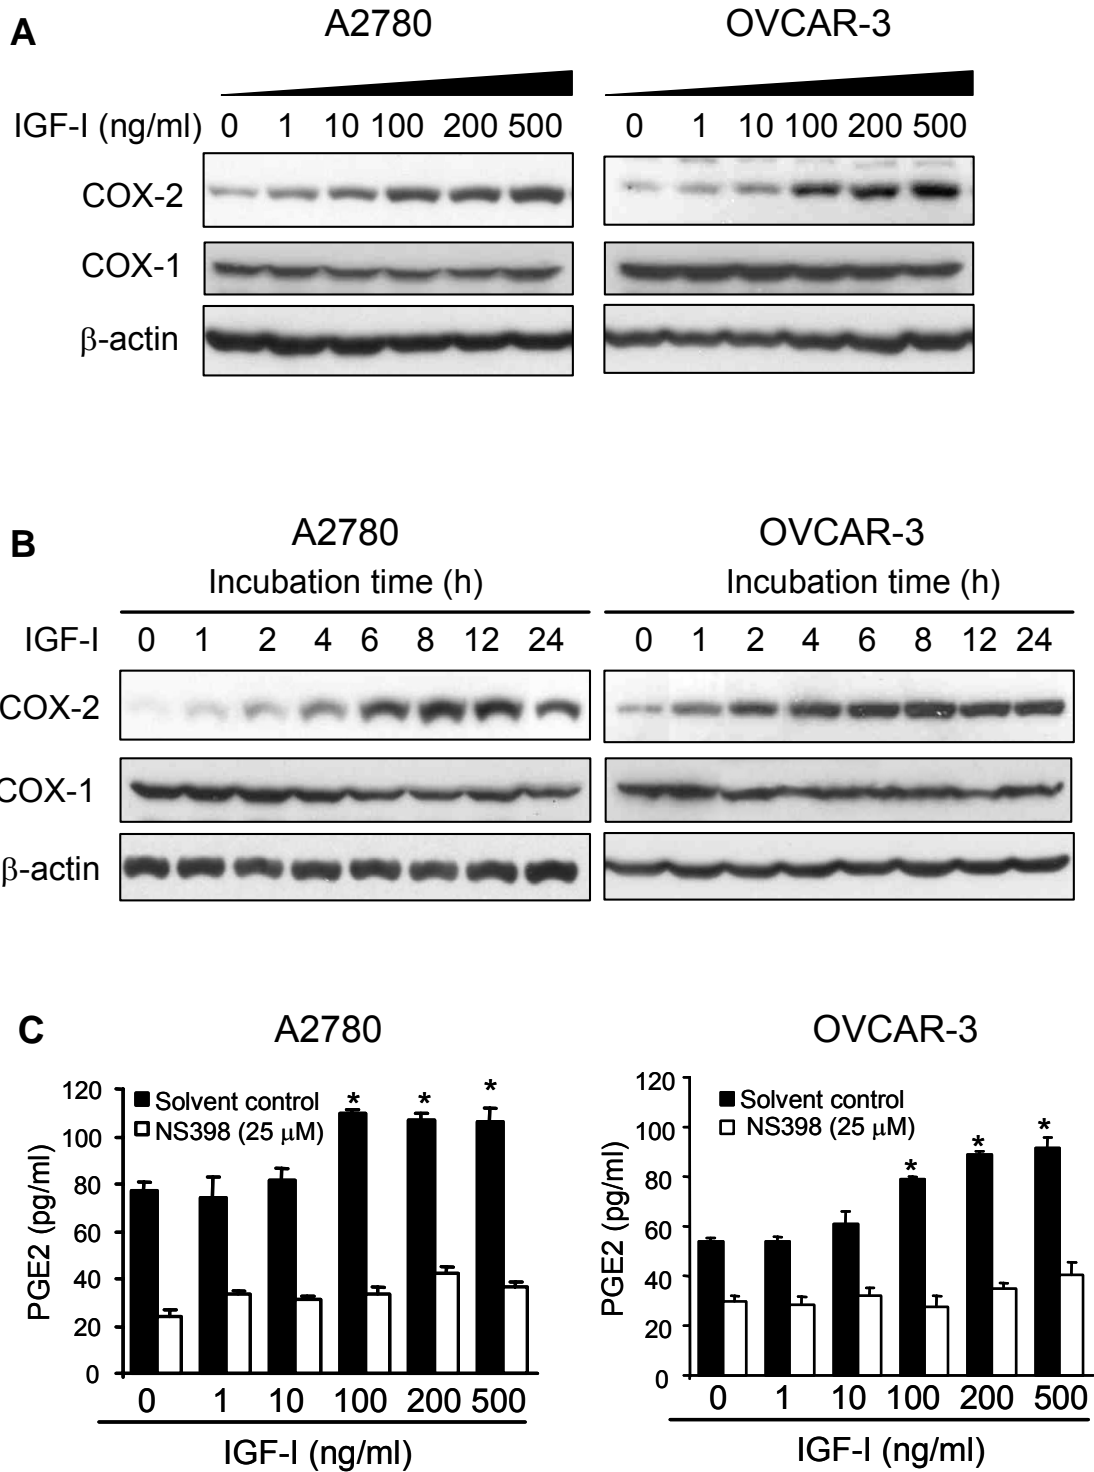 A
A2780 OVCAR-3
IGF-I (ng/ml) 0 1 10 100 200 500 0 1 10 100 200 500
COX-2
COX-1
β-actin
B
A2780 OVCAR-3
Incubation time (h) Incubation time (h)
IGF-I 0 1 2 4 6 8 12 24 0 1 2 4 6 8 12 24
COX-2
COX-1
β-actin
C
A2780
PGE2 (pg/ml)
120
100
80
60
40
20
0
Solvent control
NS398 (25 μM)
* * *
0 1 10 100 200 500
IGF-I (ng/ml)
OVCAR-3
PGE2 (pg/ml)
120
100
80
60
40
20
0
Solvent control
NS398 (25 μM)
* * *
0 1 10 100 200 500
IGF-I (ng/ml)